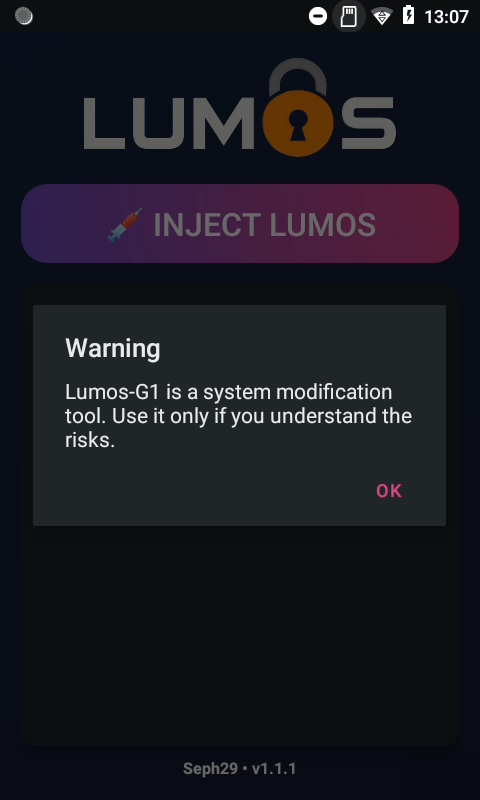 13:07
LUMOS
💉 INJECT LUMOS
Warning
Lumos-G1 is a system modification
tool. Use it only if you understand the
risks.
OK
Seph29 • v1.1.1